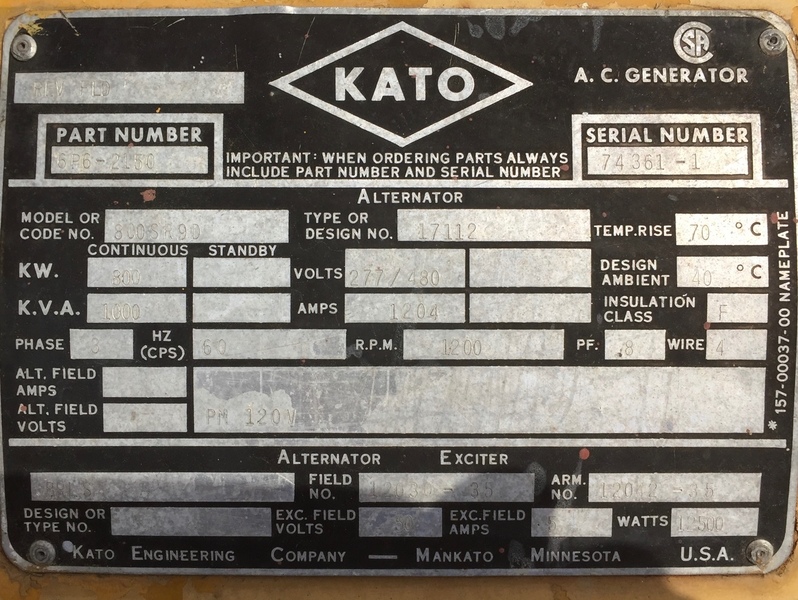 KATO
CSA
A. C. GENERATOR
PART NUMBER
6P6-2150
IMPORTANT: WHEN ORDERING PARTS ALWAYS
INCLUDE PART NUMBER AND SERIAL NUMBER
SERIAL NUMBER
74361-1
ALTERNATOR
MODEL OR CODE NO.
TYPE OR DESIGN NO. 17112
TEMP. RISE 70 °C
CONTINUOUS STANDBY
KW. 800
VOLTS 277/480
DESIGN AMBIENT 40 °C
K.V.A. 1000
AMPS 1204
INSULATION CLASS F
PHASE 3
HZ (CPS) 60
R.P.M. 1200
PF. .8
WIRE 4
ALT. FIELD AMPS
ALT. FIELD VOLTS
PM 120V
* 157-00037-00 NAMEPLATE
ALTERNATOR EXCITER
FIELD NO.
ARM. NO.
DESIGN OR TYPE NO.
EXC. FIELD VOLTS
EXC. FIELD AMPS
WATTS 12500
KATO ENGINEERING COMPANY — MANKATO MINNESOTA U.S.A.